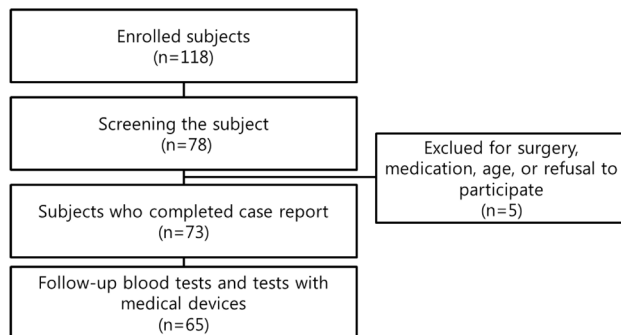 Enrolled subjects
(n=118)
Screening the subject
(n=78)
Exclued for surgery,
medication, age, or refusal to
participate
(n=5)
Subjects who completed case report
(n=73)
Follow-up blood tests and tests with
medical devices
(n=65)